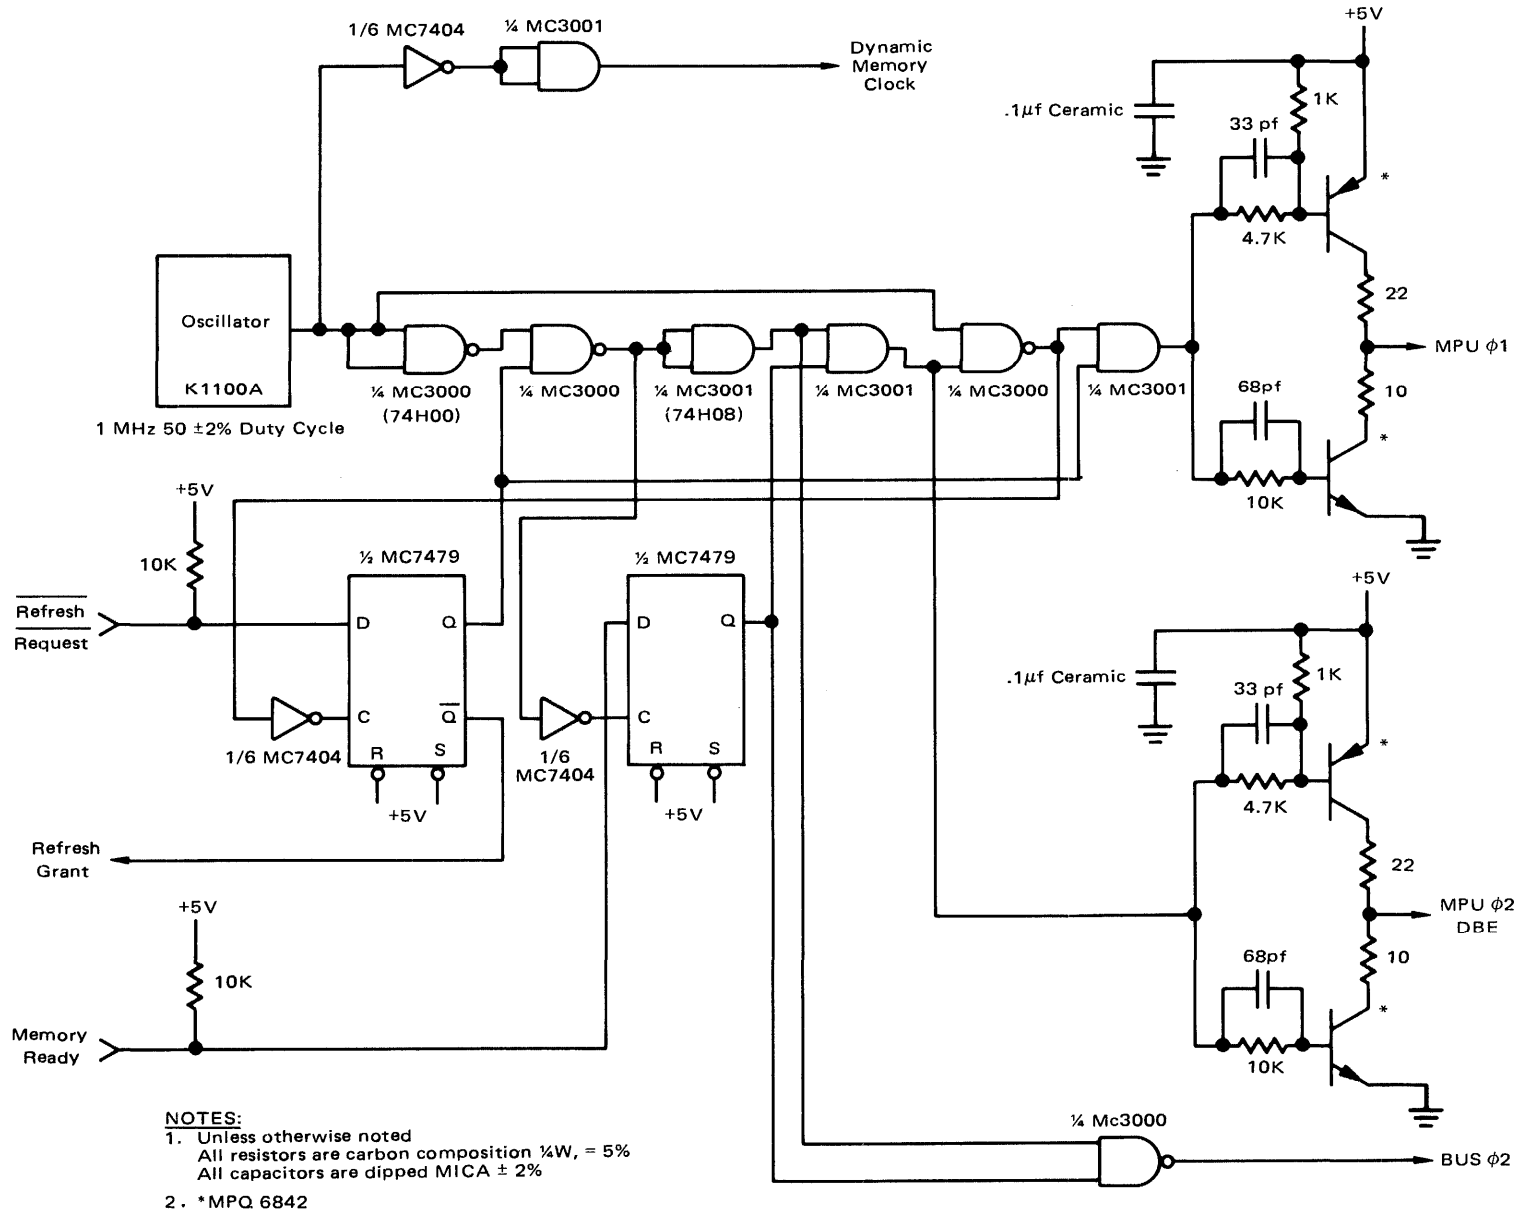 1/6 MC7404
¼ MC3001
Dynamic
Memory
Clock
+5V
.1μf Ceramic
1K
33 pf
*
4.7K
22
MPU ϕ1
10
68pf
*
10K
Oscillator
K1100A
1 MHz 50 ±2% Duty Cycle
¼ MC3000
(74H00)
¼ MC3000
¼ MC3001
(74H08)
¼ MC3001
¼ MC3000
¼ MC3001
+5V
10K
Refresh
Request
½ MC7479
D
Q
C
Q
R
S
+5V
1/6 MC7404
½ MC7479
D
Q
C
R
S
+5V
1/6
MC7404
Refresh
Grant
+5V
10K
Memory
Ready
+5V
.1μf Ceramic
1K
33 pf
*
4.7K
22
MPU ϕ2
DBE
10
68pf
*
10K
¼ Mc3000
BUS ϕ2
NOTES:
1. Unless otherwise noted
All resistors are carbon composition ¼W, = 5%
All capacitors are dipped MICA ± 2%
2. *MPQ 6842